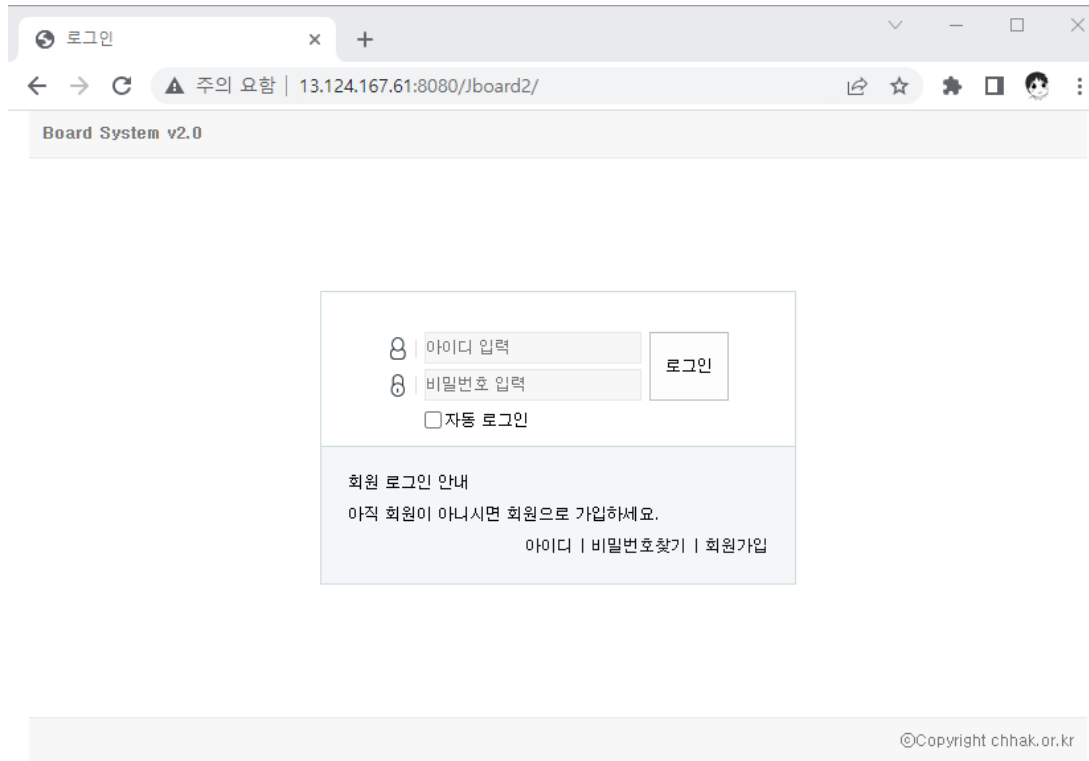 로그인
주의 요함 | 13.124.167.61:8080/Jboard2/
Board System v2.0
아이디 입력
로그인
비밀번호 입력
자동 로그인
회원 로그인 안내
아직 회원이 아니시면 회원으로 가입하세요.
아이디 | 비밀번호찾기 | 회원가입
ⓒCopyright chhak.or.kr